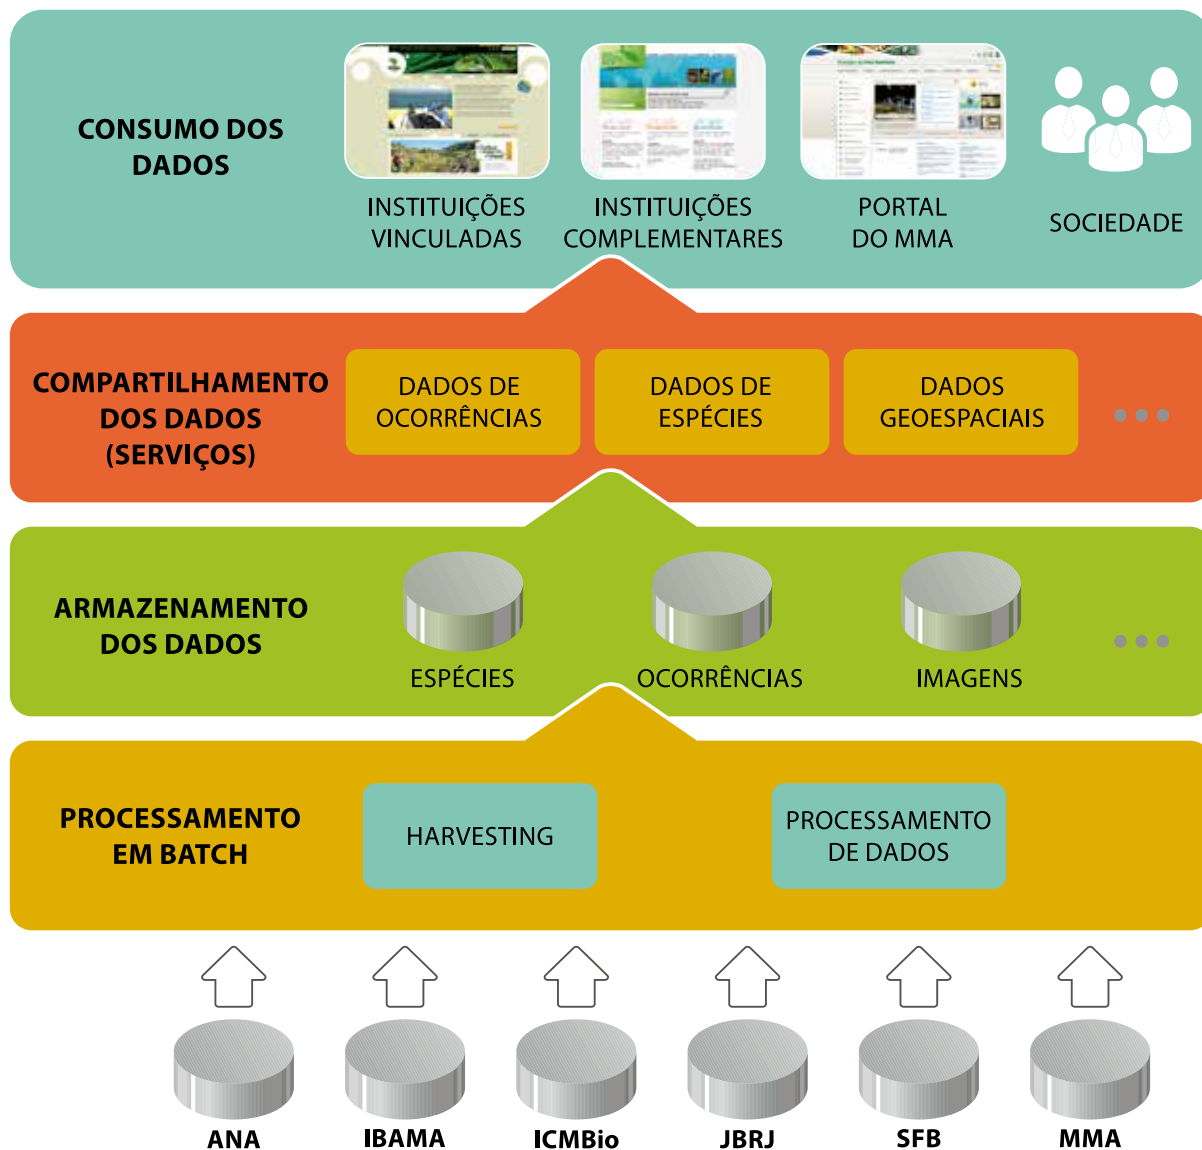 CONSUMO DOS
DADOS
INSTITUIÇÕES
VINCULADAS
INSTITUIÇÕES
COMPLEMENTARES
PORTAL
DO MMA
SOCIEDADE
COMPARTILHAMENTO
DOS DADOS
(SERVIÇOS)
DADOS DE
OCORRÊNCIAS
DADOS DE
ESPÉCIES
DADOS
GEOESPACIAIS
ARMAZENAMENTO
DOS DADOS
ESPÉCIES
OCORRÊNCIAS
IMAGENS
PROCESSAMENTO
EM BATCH
HARVESTING
PROCESSAMENTO
DE DADOS
ANA
IBAMA
ICMBio
JBRJ
SFB
MMA